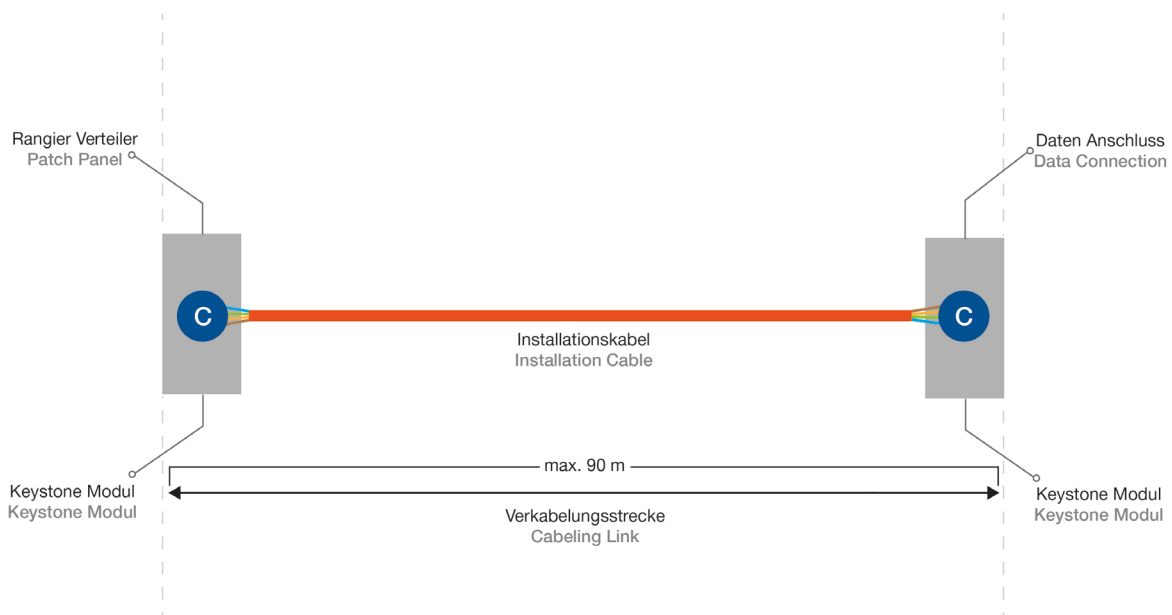 Rangier Verteiler
Patch Panel
Daten Anschluss
Data Connection
C
C
Installationskabel
Installation Cable
max. 90 m
Keystone Modul
Keystone Modul
Verkabelungsstrecke
Cabeling Link
Keystone Modul
Keystone Modul